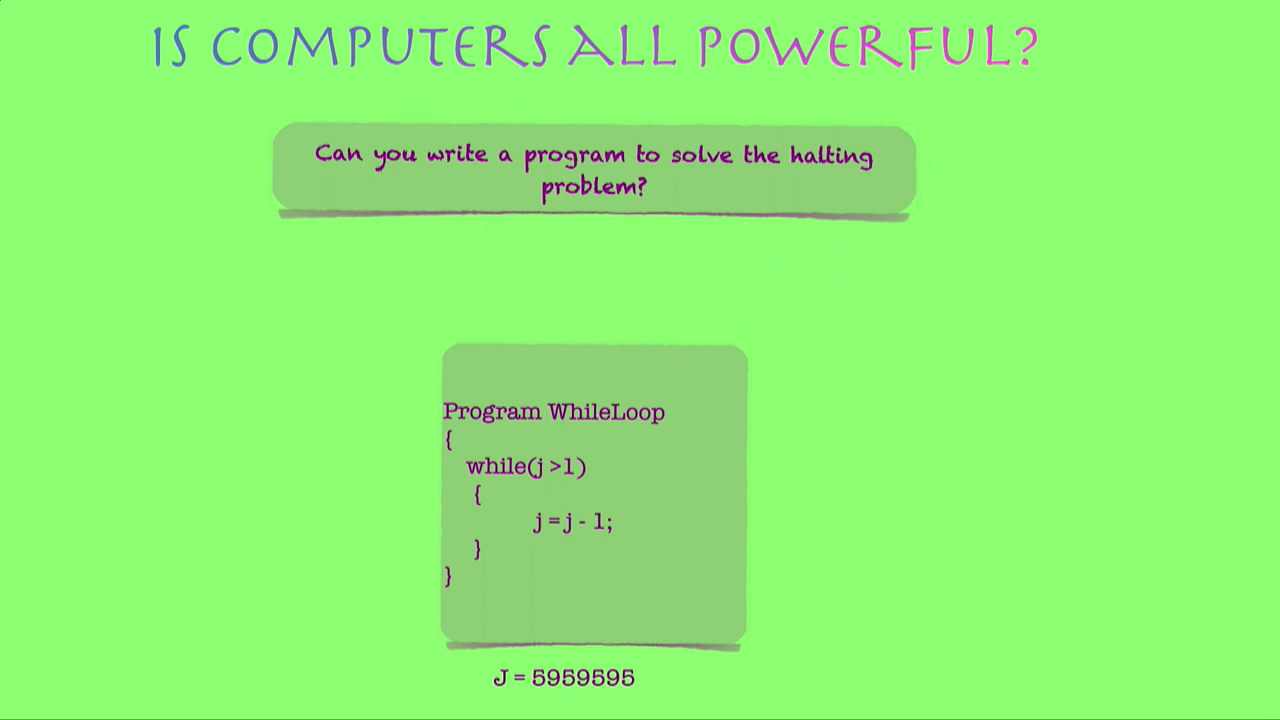 IS COMPUTERS ALL POWERFUL?
Can you write a program to solve the halting
problem?
Program WhileLoop
{
while(j >1)
{
j = j - 1;
}
}
J = 5959595